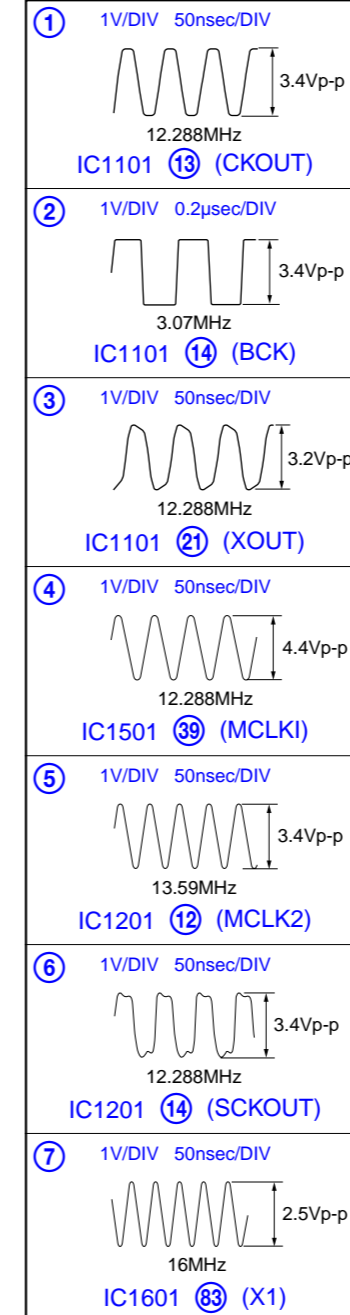 ① 1V/DIV 50nsec/DIV
3.4Vp-p
12.288MHz
IC1101 ⑬ (CKOUT)
② 1V/DIV 0.2µsec/DIV
3.4Vp-p
3.07MHz
IC1101 ⑭ (BCK)
③ 1V/DIV 50nsec/DIV
3.2Vp-p
12.288MHz
IC1101 ㉑ (XOUT)
④ 1V/DIV 50nsec/DIV
4.4Vp-p
12.288MHz
IC1501 ㊴ (MCLKI)
⑤ 1V/DIV 50nsec/DIV
3.4Vp-p
13.59MHz
IC1201 ⑫ (MCLK2)
⑥ 1V/DIV 50nsec/DIV
3.4Vp-p
12.288MHz
IC1201 ⑭ (SCKOUT)
⑦ 1V/DIV 50nsec/DIV
2.5Vp-p
16MHz
IC1601 83 (X1)